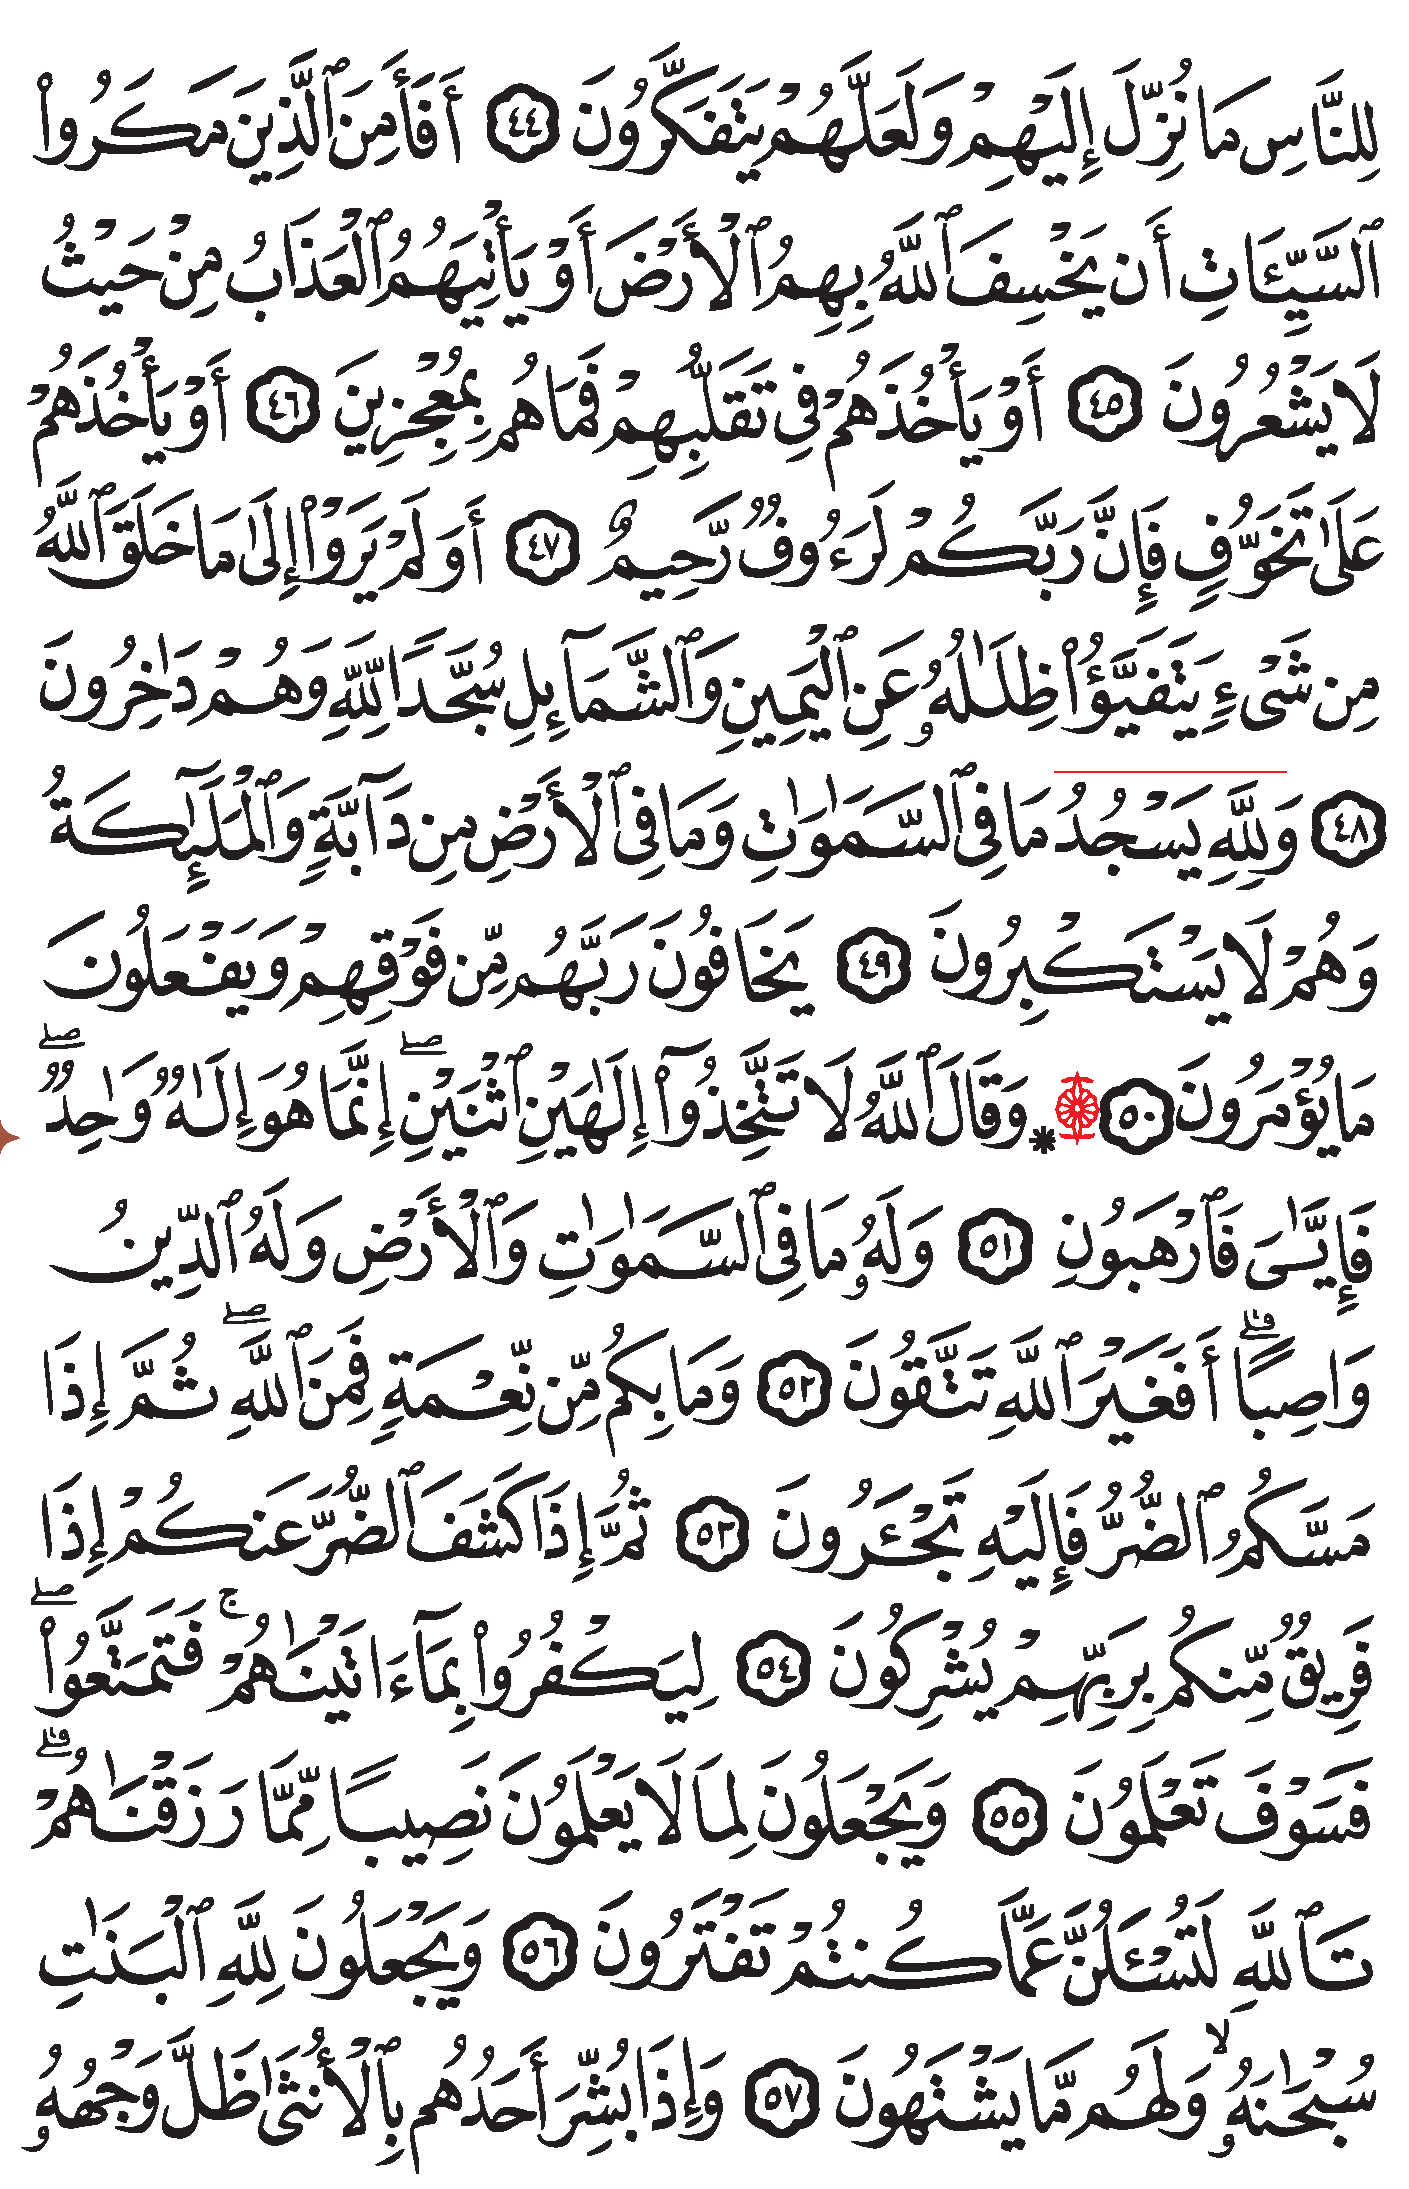 لِلنَّاسِ مَا نُزِّلَ إِلَيْهِمْ وَلَعَلَّهُمْ يَتَفَكَّرُونَ ٤٤ أَفَأَمِنَ ٱلَّذِينَ مَكَرُوا۟
ٱلسَّيِّـَٔاتِ أَن يَخْسِفَ ٱللَّهُ بِهِمُ ٱلْأَرْضَ أَوْ يَأْتِيَهُمُ ٱلْعَذَابُ مِنْ حَيْثُ
لَا يَشْعُرُونَ ٤٥ أَوْ يَأْخُذَهُمْ فِى تَقَلُّبِهِمْ فَمَا هُم بِمُعْجِزِينَ ٤٦ أَوْ يَأْخُذَهُمْ
عَلَىٰ تَخَوُّفٍ فَإِنَّ رَبَّكُمْ لَرَءُوفٌ رَّحِيمٌ ٤٧ أَوَلَمْ يَرَوْا۟ إِلَىٰ مَا خَلَقَ ٱللَّهُ
مِن شَىْءٍ يَتَفَيَّؤُا۟ ظِلَـٰلُهُۥ عَنِ ٱلْيَمِينِ وَٱلشَّمَآئِلِ سُجَّدًا لِّلَّهِ وَهُمْ دَٰخِرُونَ
٤٨ وَلِلَّهِ يَسْجُدُ مَا فِى ٱلسَّمَـٰوَٰتِ وَمَا فِى ٱلْأَرْضِ مِن دَآبَّةٍ وَٱلْمَلَـٰٓئِكَةُ
وَهُمْ لَا يَسْتَكْبِرُونَ ٤٩ يَخَافُونَ رَبَّهُم مِّن فَوْقِهِمْ وَيَفْعَلُونَ
مَا يُؤْمَرُونَ ۩ ٥٠ ۞ وَقَالَ ٱللَّهُ لَا تَتَّخِذُوٓا۟ إِلَـٰهَيْنِ ٱثْنَيْنِ ۖ إِنَّمَا هُوَ إِلَـٰهٌ وَٰحِدٌ ۖ
فَإِيَّـٰىَ فَٱرْهَبُونِ ٥١ وَلَهُۥ مَا فِى ٱلسَّمَـٰوَٰتِ وَٱلْأَرْضِ وَلَهُ ٱلدِّينُ
وَاصِبًا ۚ أَفَغَيْرَ ٱللَّهِ تَتَّقُونَ ٥٢ وَمَا بِكُم مِّن نِّعْمَةٍ فَمِنَ ٱللَّهِ ۖ ثُمَّ إِذَا
مَسَّكُمُ ٱلضُّرُّ فَإِلَيْهِ تَجْـَٔرُونَ ٥٣ ثُمَّ إِذَا كَشَفَ ٱلضُّرَّ عَنكُمْ إِذَا
فَرِيقٌ مِّنكُم بِرَبِّهِمْ يُشْرِكُونَ ٥٤ لِيَكْفُرُوا۟ بِمَآ ءَاتَيْنَـٰهُمْ ۚ فَتَمَتَّعُوا۟ ۖ
فَسَوْفَ تَعْلَمُونَ ٥٥ وَيَجْعَلُونَ لِمَا لَا يَعْلَمُونَ نَصِيبًا مِّمَّا رَزَقْنَـٰهُمْ ۗ
تَٱللَّهِ لَتُسْـَٔلُنَّ عَمَّا كُنتُمْ تَفْتَرُونَ ٥٦ وَيَجْعَلُونَ لِلَّهِ ٱلْبَنَـٰتِ
سُبْحَـٰنَهُۥ ۙ وَلَهُم مَّا يَشْتَهُونَ ٥٧ وَإِذَا بُشِّرَ أَحَدُهُم بِٱلْأُنثَىٰ ظَلَّ وَجْهُهُۥ